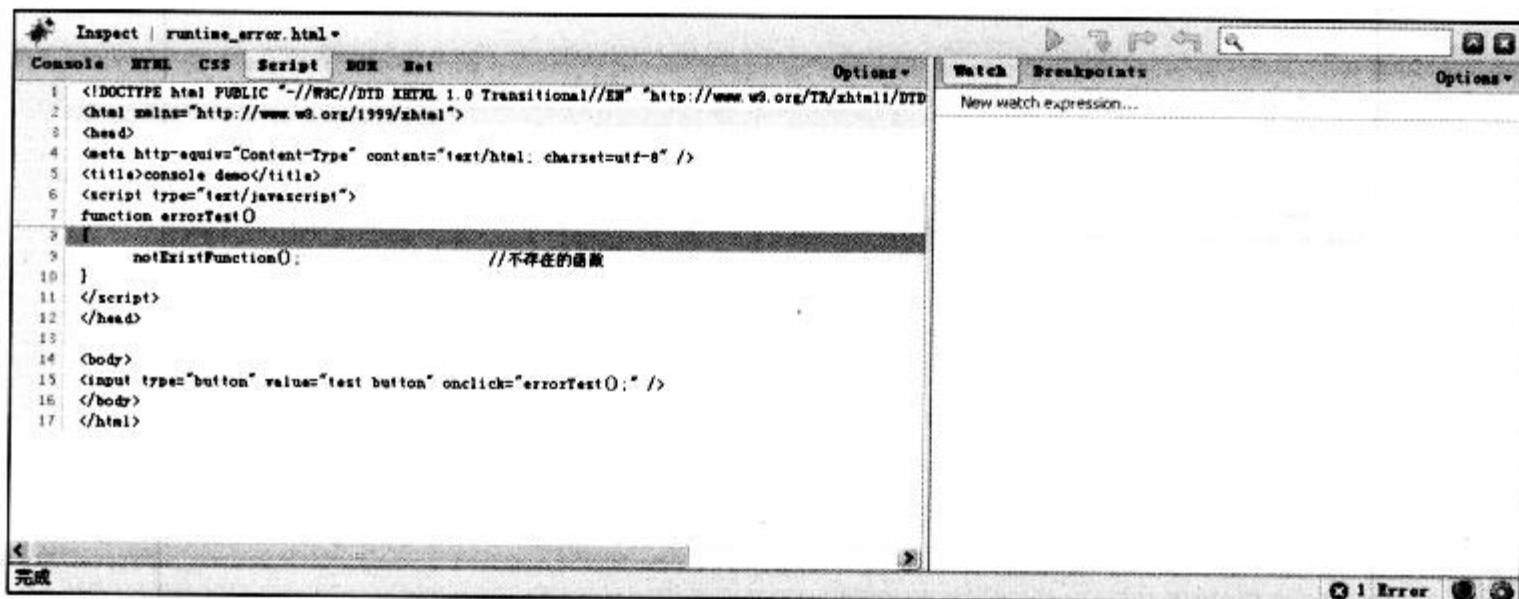 Inspect | runtime_error.html
Console HTML CSS Script DOM Net Options
Watch Breakpoints Options
New watch expression...
1 <!DOCTYPE html PUBLIC "-//W3C//DTD XHTML 1.0 Transitional//EN" "http://www.w3.org/TR/xhtml1/DTD
2 <html xmlns="http://www.w3.org/1999/xhtml">
3 <head>
4 <meta http-equiv="Content-Type" content="text/html; charset=utf-8" />
5 <title>console demo</title>
6 <script type="text/javascript">
7 function errorTest()
8 {
9 notExistFunction(); //不存在的函数
10 }
11 </script>
12 </head>
13
14 <body>
15 <input type="button" value="test button" onclick="errorTest();" />
16 </body>
17 </html>
完成
1 Error